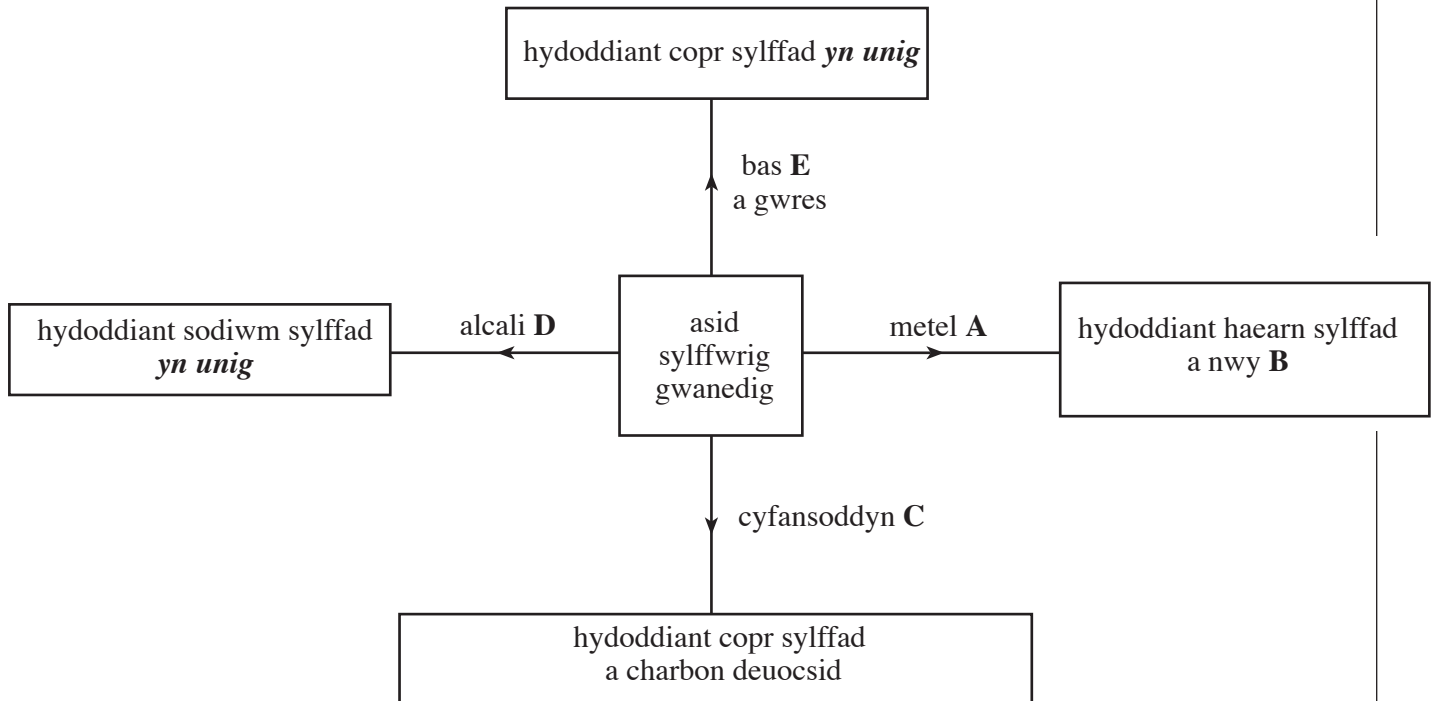 hydoddiant copr sylffad yn unig
bas E
a gwres
hydoddiant sodiwm sylffad
yn unig
alcali D
asid
sylffwrig
gwanedig
metel A
hydoddiant haearn sylffad
a nwy B
cyfansoddyn C
hydoddiant copr sylffad
a charbon deuocsid